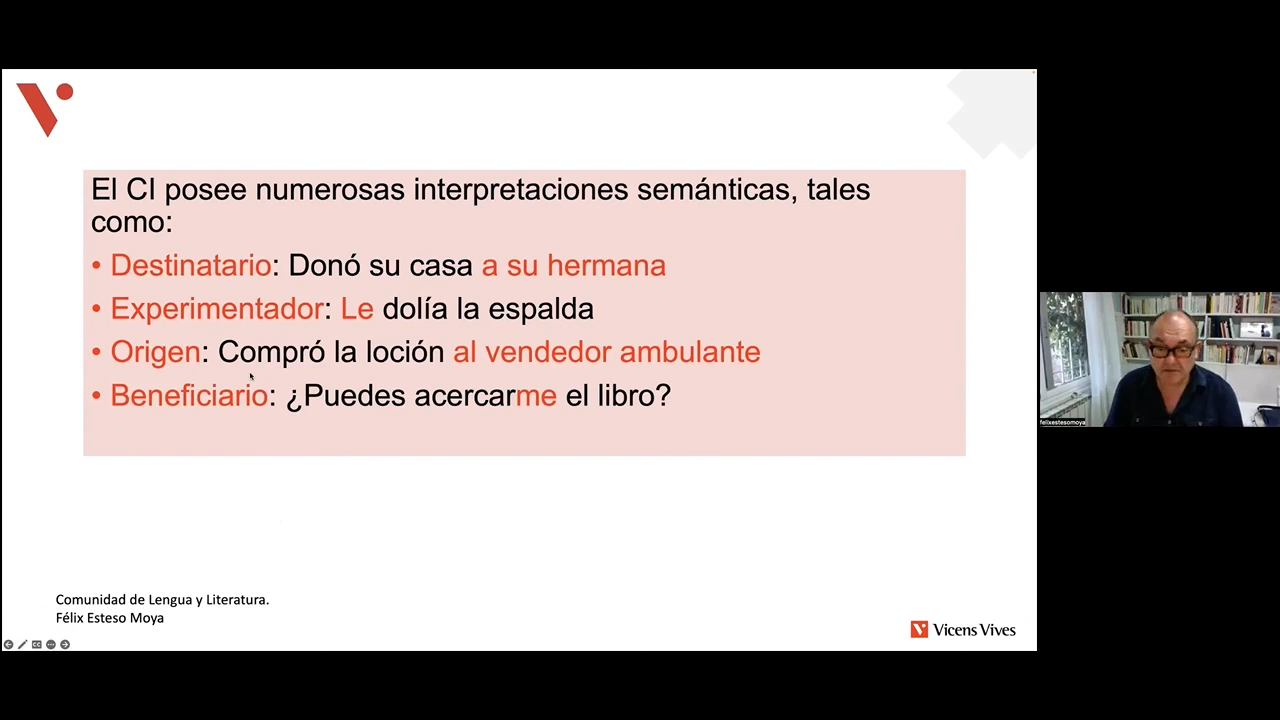 El CI posee numerosas interpretaciones semánticas, tales
como:
• Destinatario: Donó su casa a su hermana
• Experimentador: Le dolía la espalda
• Origen: Compró la loción al vendedor ambulante
• Beneficiario: ¿Puedes acercarme el libro?
felixestesomoya
Comunidad de Lengua y Literatura.
Félix Esteso Moya
Vicens Vives